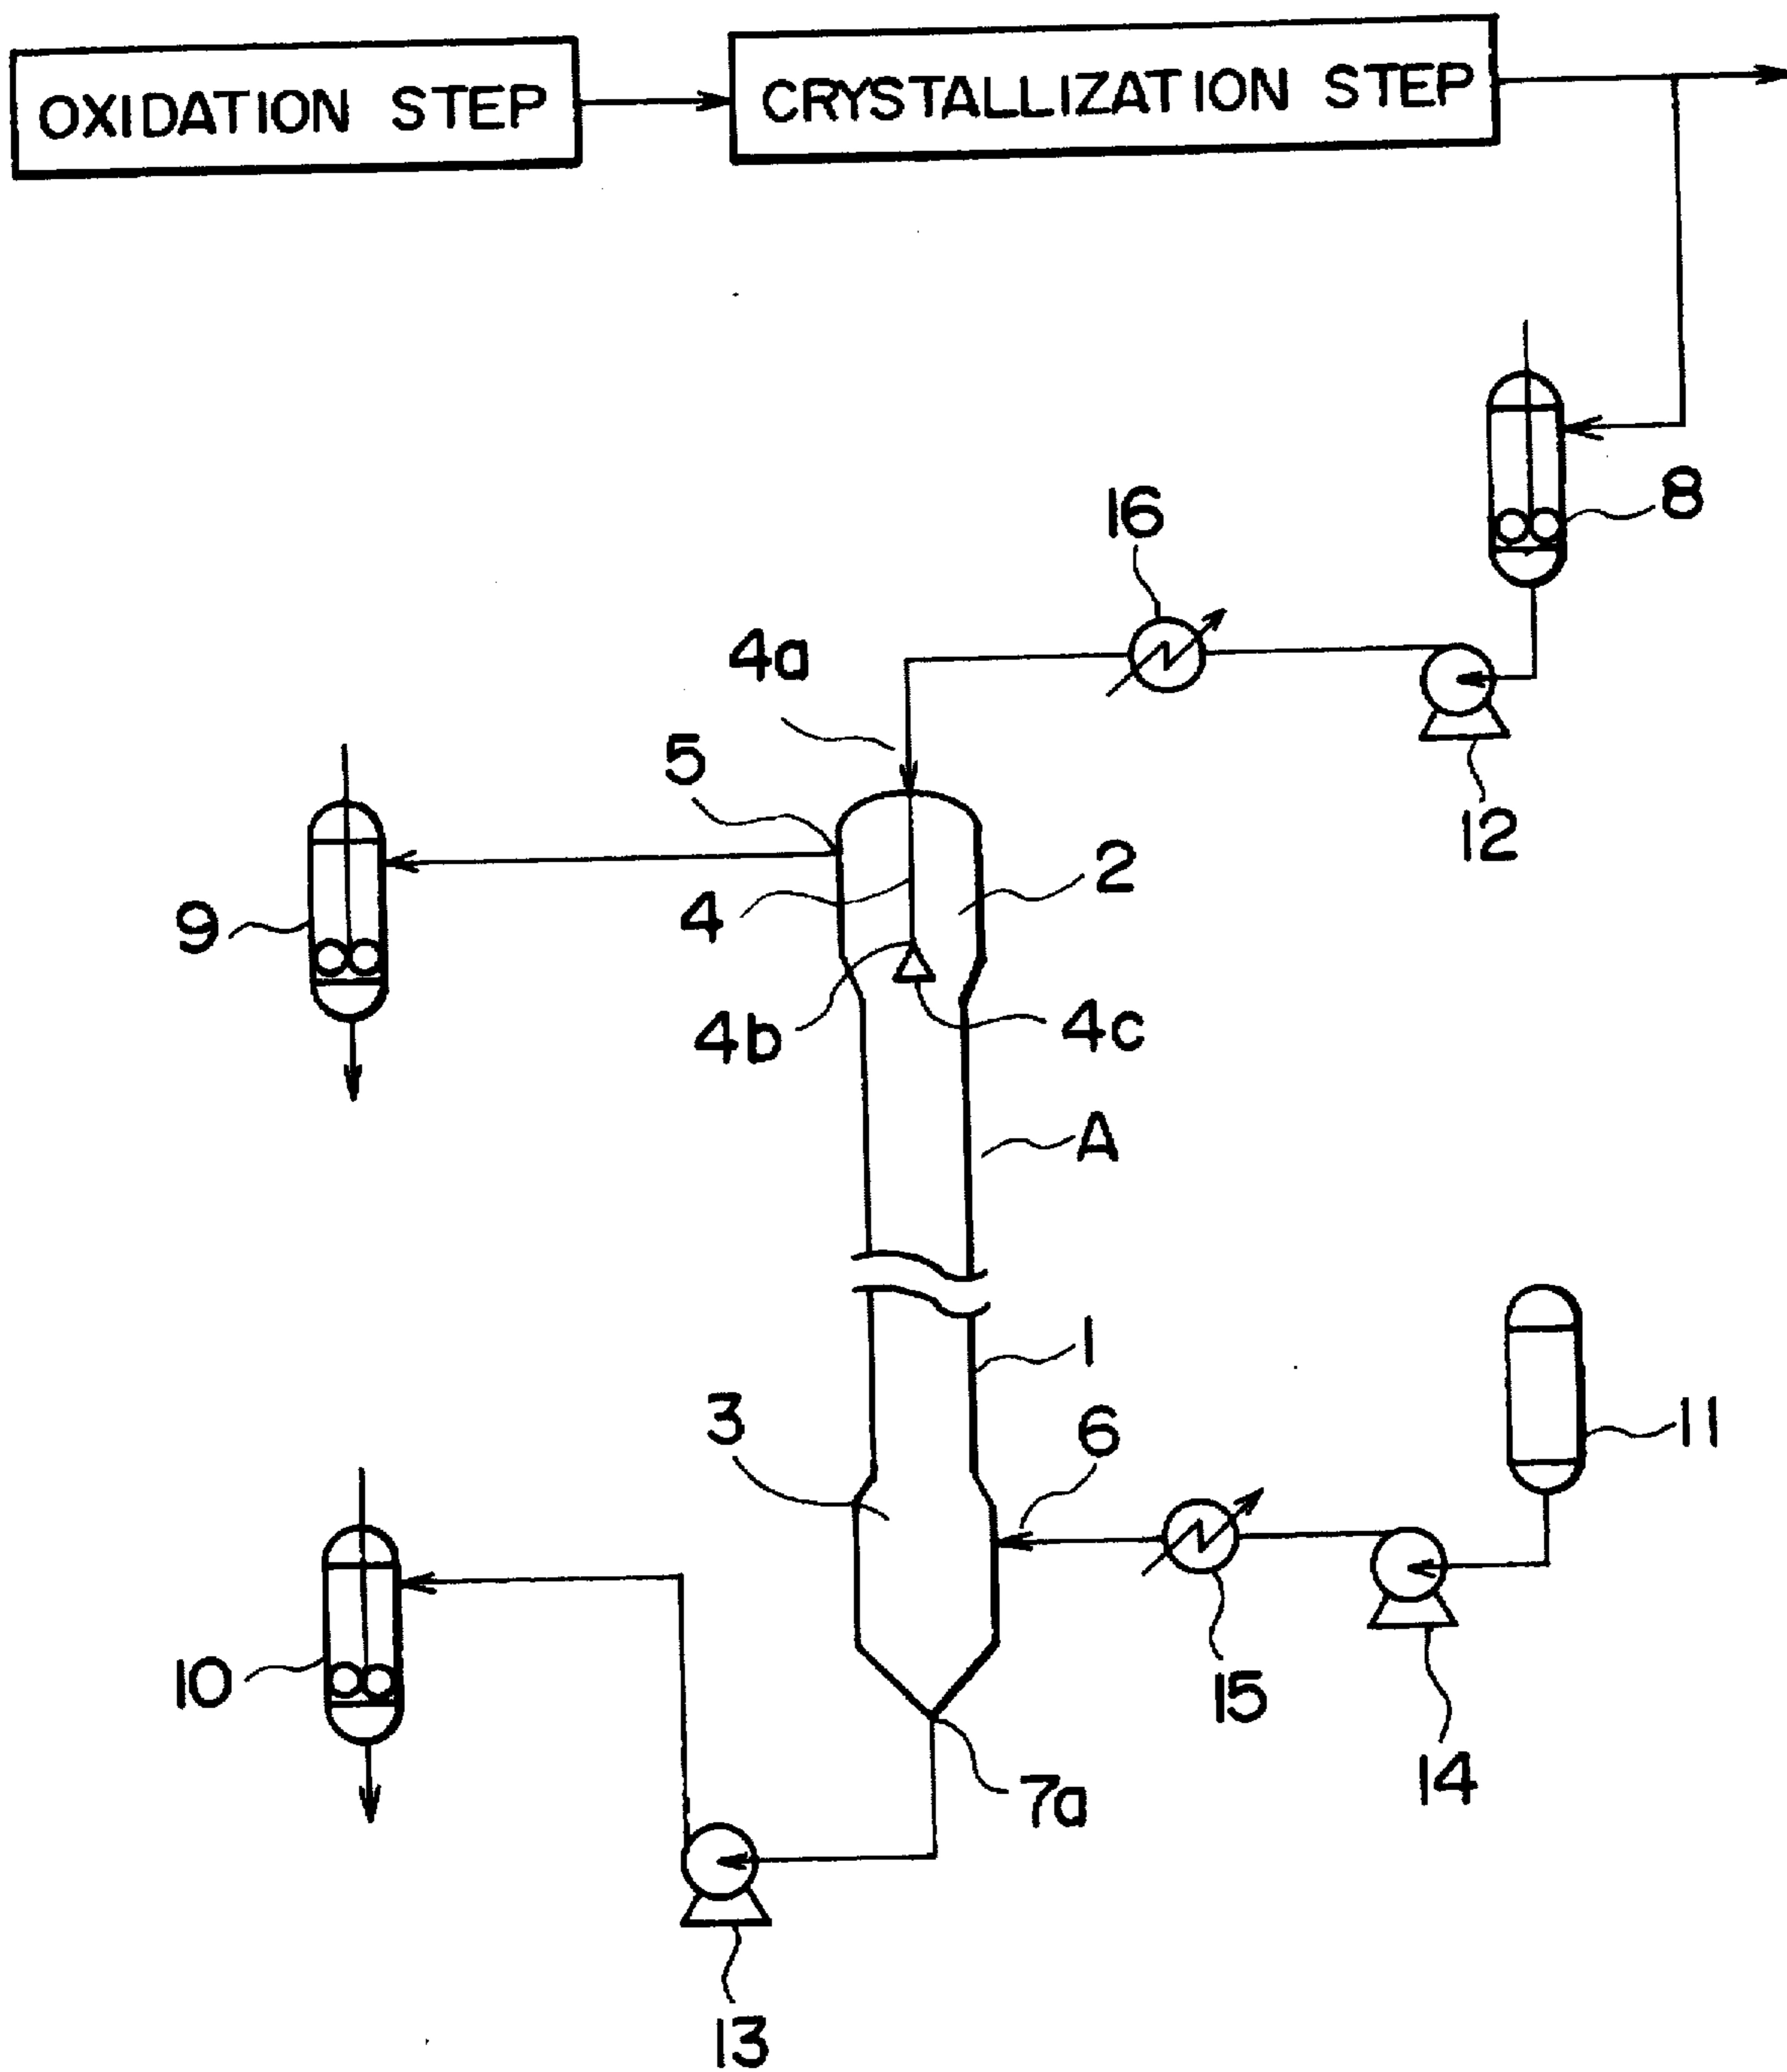 OXIDATION STEP
CRYSTALLIZATION STEP
8
16
4a
12
5
2
9
4
4b
4c
A
1
3
6
11
10
15
14
7a
13